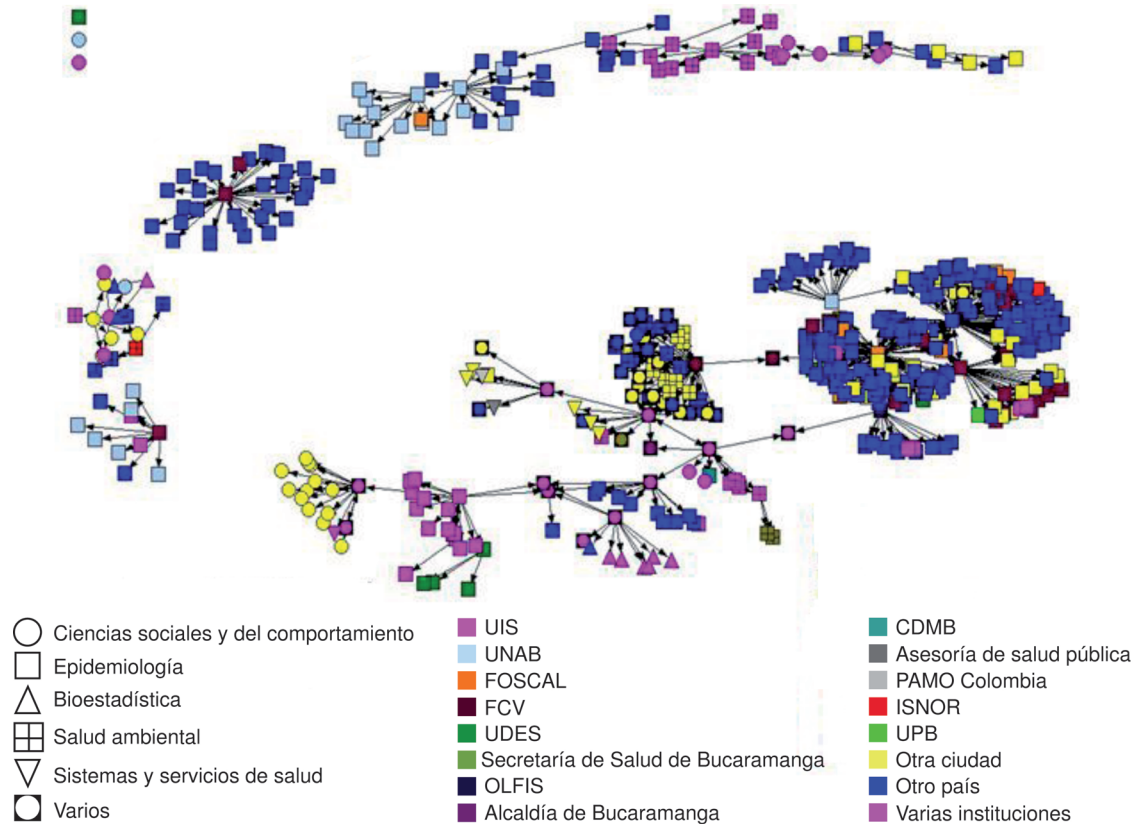 Ciencias sociales y del comportamiento
Epidemiología
Bioestadística
Salud ambiental
Sistemas y servicios de salud
Varios
UIS
UNAB
FOSCAL
FCV
UDES
Secretaría de Salud de Bucaramanga
OLFIS
Alcaldía de Bucaramanga
CDMB
Asesoría de salud pública
PAMO Colombia
ISNOR
UPB
Otra ciudad
Otro país
Varias instituciones